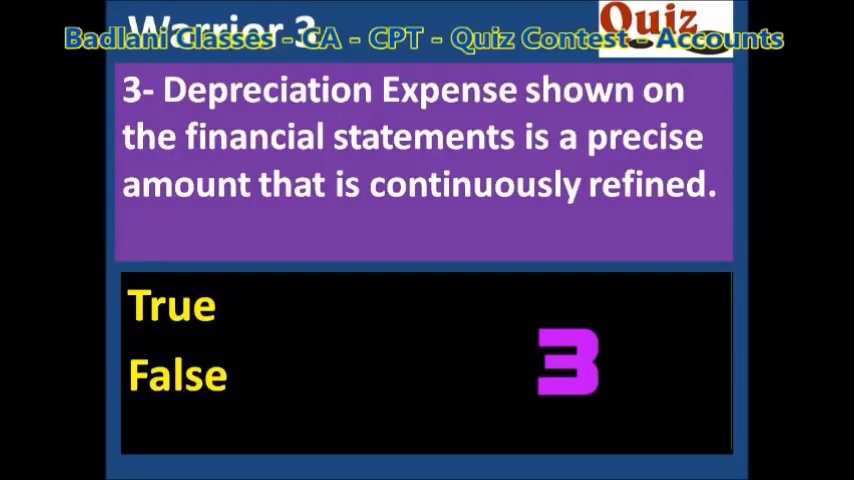 Warrior 3
Quiz
Badlani Classes - CA - CPT - Quiz Contest - Accounts
3- Depreciation Expense shown on
the financial statements is a precise
amount that is continuously refined.
True
False
3